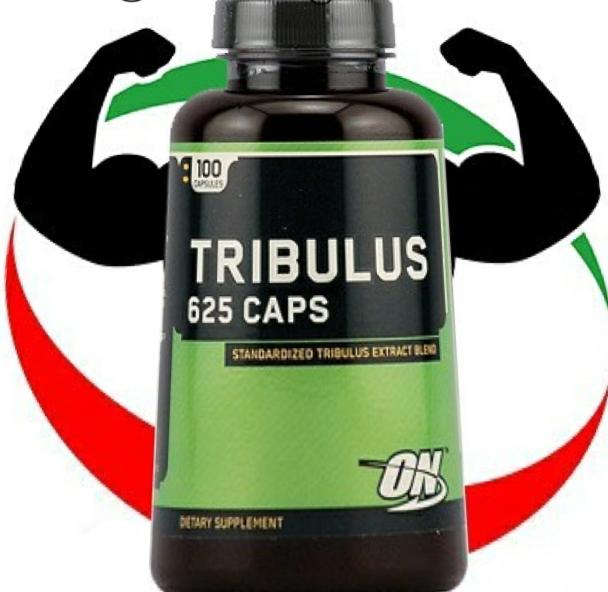 100
CAPSULES
TRIBULUS
625 CAPS
STANDARDIZED TRIBULUS EXTRACT BLEND
ON
DIETARY SUPPLEMENT